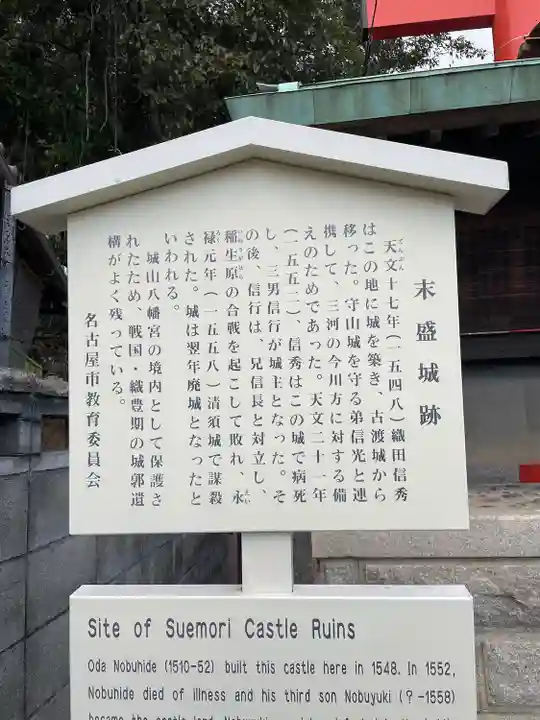 末盛城跡
天文十七年(一五四八)織田信秀
てんぶん
はこの地に城を築き、古渡城から
移った。守山城を守る弟信光と連
携して、三河の今川方に対する備
えのためであった。天文二十一年
(一五五二)、信秀はこの城で病死
し、三男信行が城主となった。そ
の後、信行は、兄信長と対立し、
稲生原の合戦を起こして敗れ、永
えい
禄元年(一五五八)清須城で謀殺
された。城は翌年廃城となったと
いわれる。
城山八幡宮の境内として保護さ
れたため、戦国・織豊期の城郭遺
構がよく残っている。
名古屋市教育委員会
Site of Suemori Castle Ruins
Oda Nobuhide (1510-52) built this castle here in 1548. In 1552,
Nobuhide died of illness and his third son Nobuyuki (?-1558)
became the castle lord. Nobuyuki